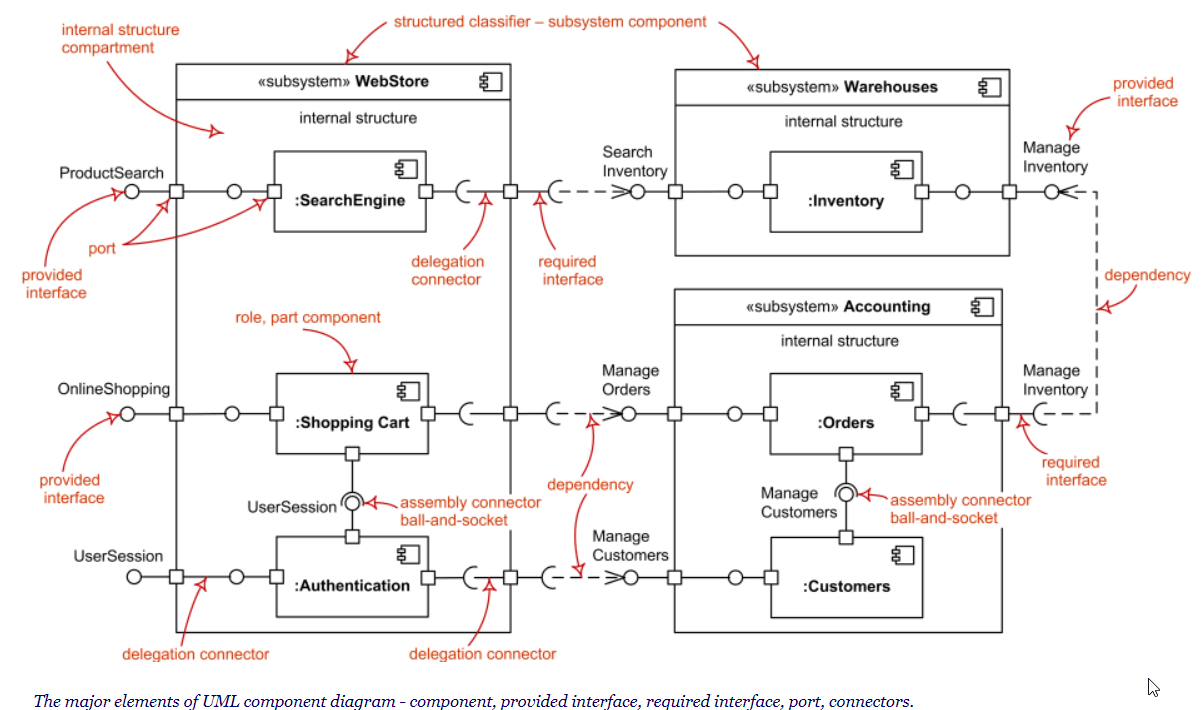 structured classifier – subsystem component
internal structure
compartment
«subsystem» WebStore
internal structure
ProductSearch
:SearchEngine
port
provided
interface
delegation
connector
required
interface
Search
Inventory
«subsystem» Warehouses
internal structure
:Inventory
provided
interface
Manage
Inventory
dependency
role, part component
OnlineShopping
:Shopping Cart
provided
interface
UserSession
assembly connector
ball-and-socket
UserSession
:Authentication
delegation connector
delegation connector
Manage
Orders
dependency
Manage
Customers
«subsystem» Accounting
internal structure
:Orders
Manage
Customers
assembly connector
ball-and-socket
:Customers
Manage
Inventory
required
interface
The major elements of UML component diagram - component, provided interface, required interface, port, connectors.